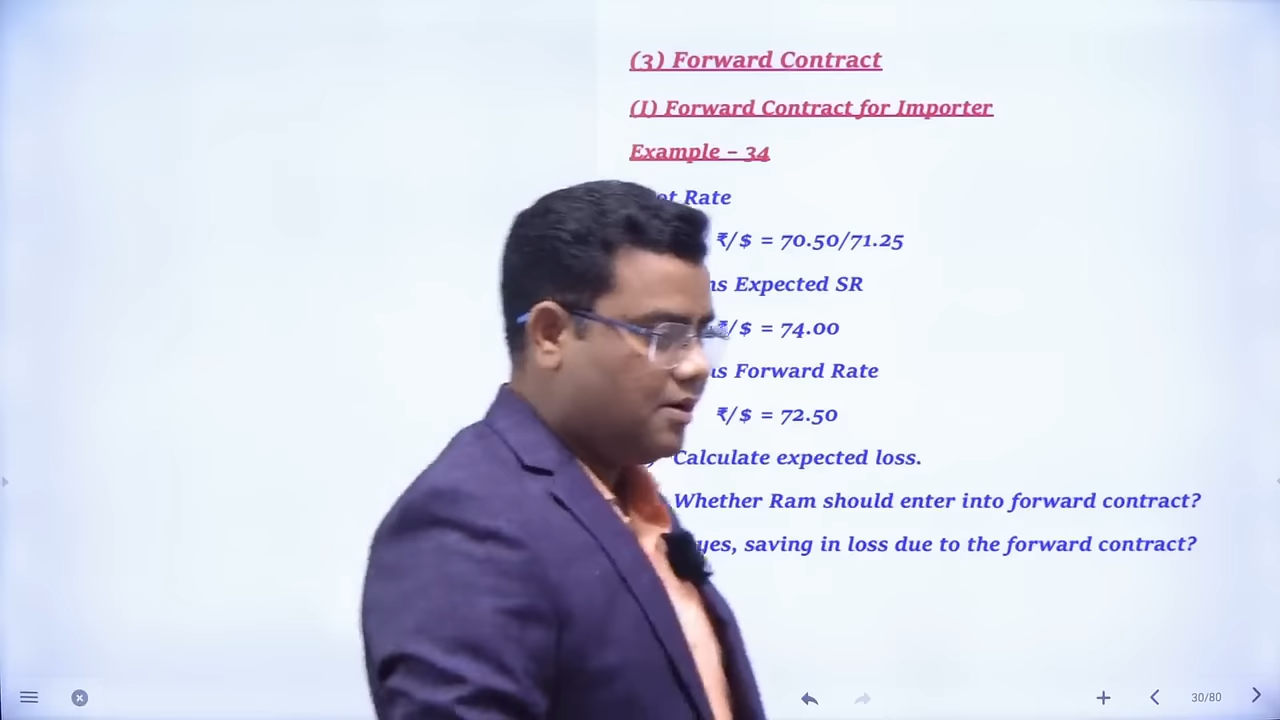 (3) Forward Contract
(I) Forward Contract for Importer
Example – 34
Rate
₹/$ = 70.50/71.25
Expected SR
₹/$ = 74.00
Forward Rate
₹/$ = 72.50
Calculate expected loss.
Whether Ram should enter into forward contract?
yes, saving in loss due to the forward contract?
30/80